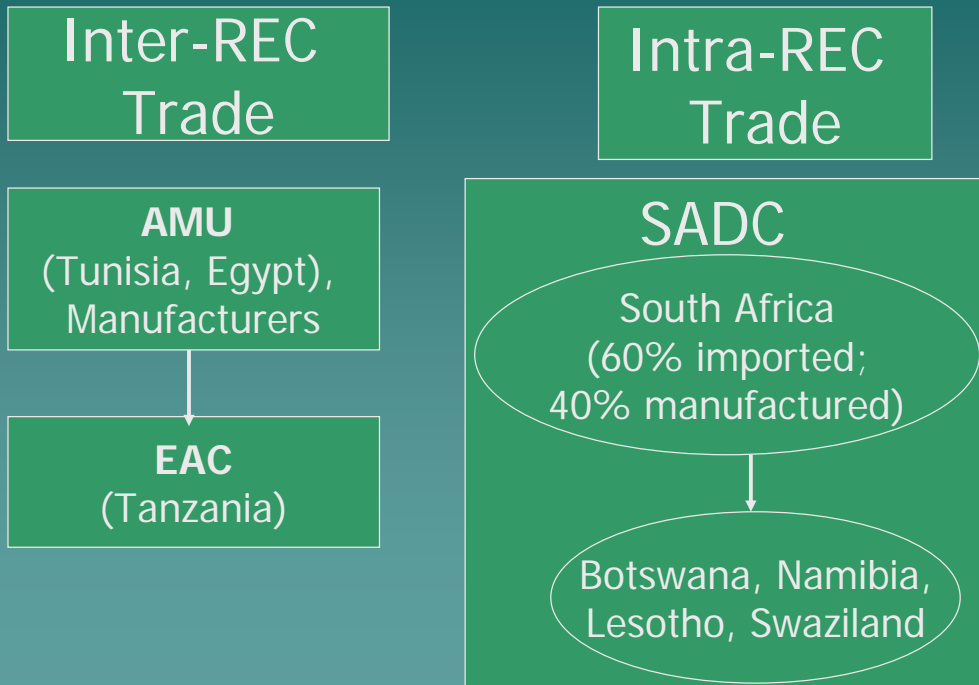 Inter-REC
Trade
AMU
(Tunisia, Egypt),
Manufacturers
EAC
(Tanzania)
Intra-REC
Trade
SADC
South Africa
(60% imported;
40% manufactured)
Botswana, Namibia,
Lesotho, Swaziland